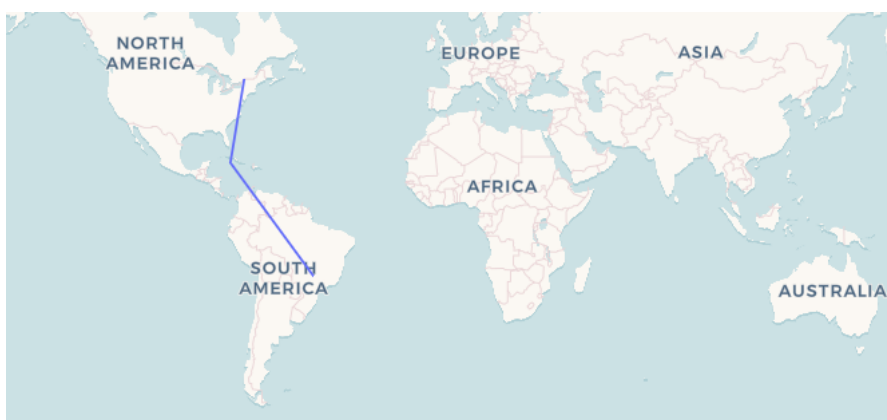 NORTH
AMERICA
EUROPE
ASIA
AFRICA
SOUTH
AMERICA
AUSTRALIA